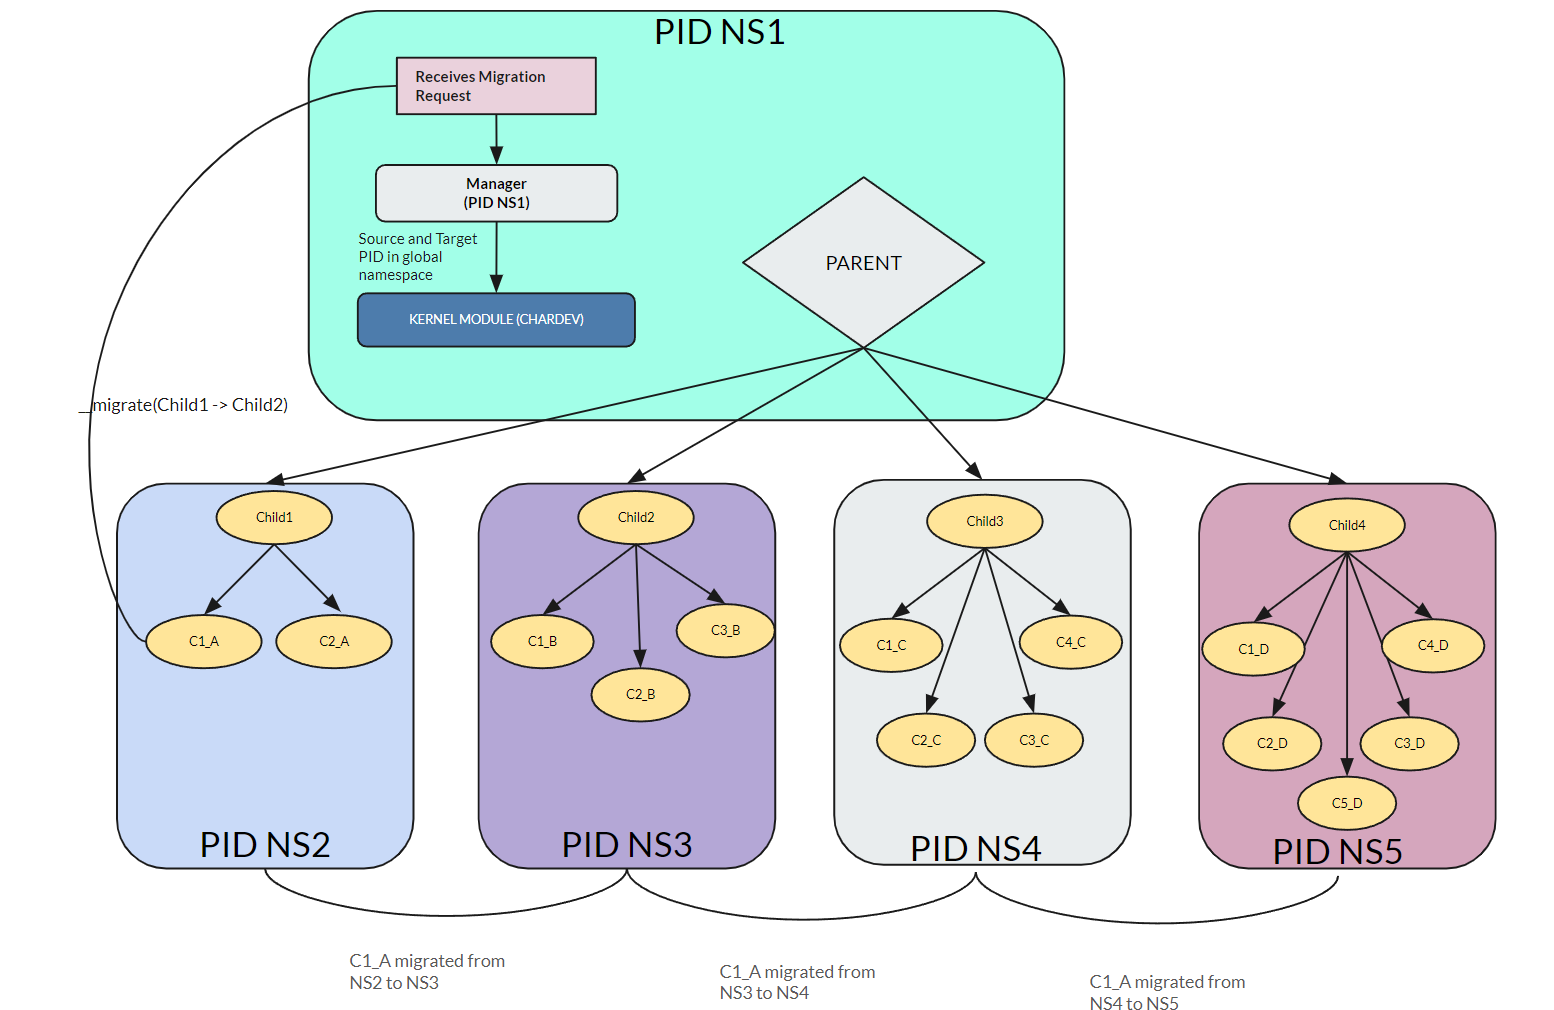 PID NS1
Receives Migration
Request
Manager
(PID NS1)
Source and Target
PID in global
namespace
KERNEL MODULE (CHARDEV)
PARENT
__migrate(Child1 -> Child2)
Child1
C1_A
C2_A
PID NS2
Child2
C1_B
C2_B
C3_B
PID NS3
Child3
C1_C
C2_C
C3_C
C4_C
PID NS4
Child4
C1_D
C2_D
C5_D
C3_D
C4_D
PID NS5
C1_A migrated from
NS2 to NS3
C1_A migrated from
NS3 to NS4
C1_A migrated from
NS4 to NS5